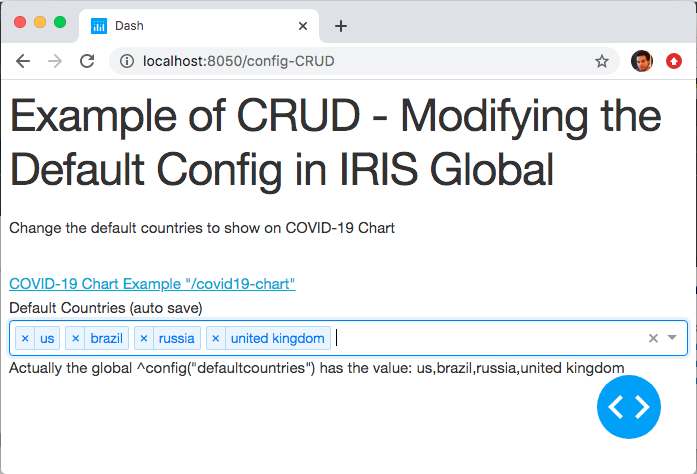 Dash
localhost:8050/config-CRUD
Example of CRUD - Modifying the
Default Config in IRIS Global
Change the default countries to show on COVID-19 Chart
COVID-19 Chart Example "/covid19-chart"
Default Countries (auto save)
× us × brazil × russia × united kingdom
Actually the global ^config("defaultcountries") has the value: us,brazil,russia,united kingdom